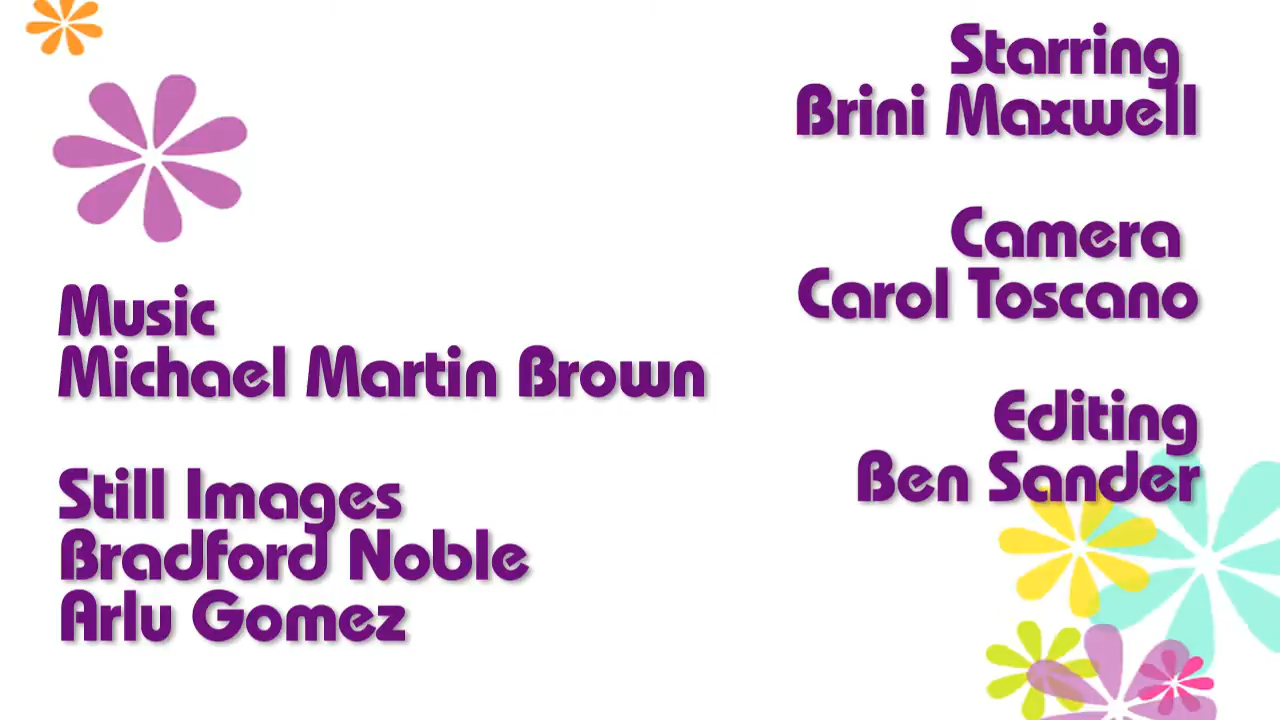 Starring
Brini Maxwell
Camera
Carol Toscano
Editing
Ben Sander
Music
Michael Martin Brown
Still Images
Bradford Noble
Arlu Gomez